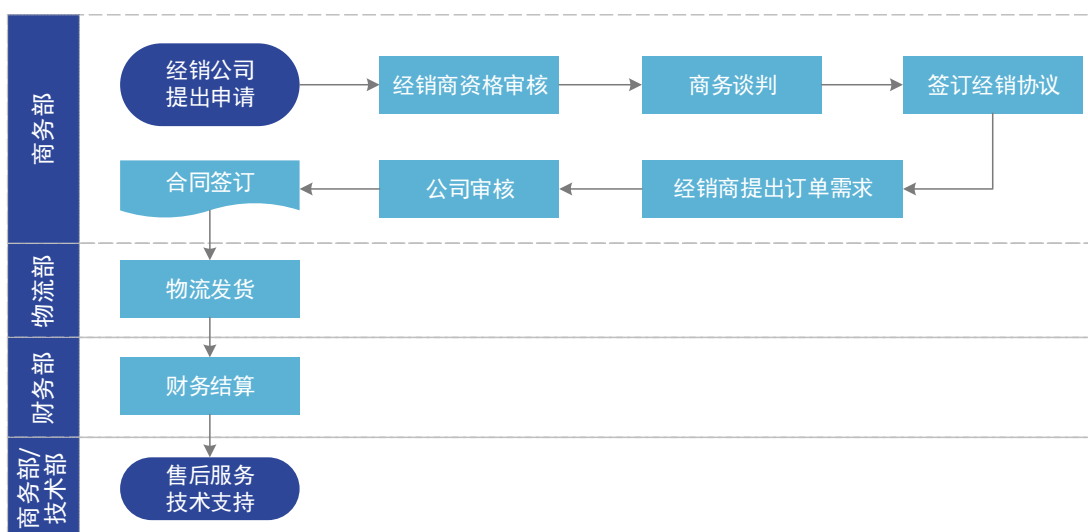 商务部
经销公司
提出申请
经销商资格审核
商务谈判
签订经销协议
合同签订
公司审核
经销商提出订单需求
物流部
物流发货
财务部
财务结算
商务部/
技术部
售后服务
技术支持